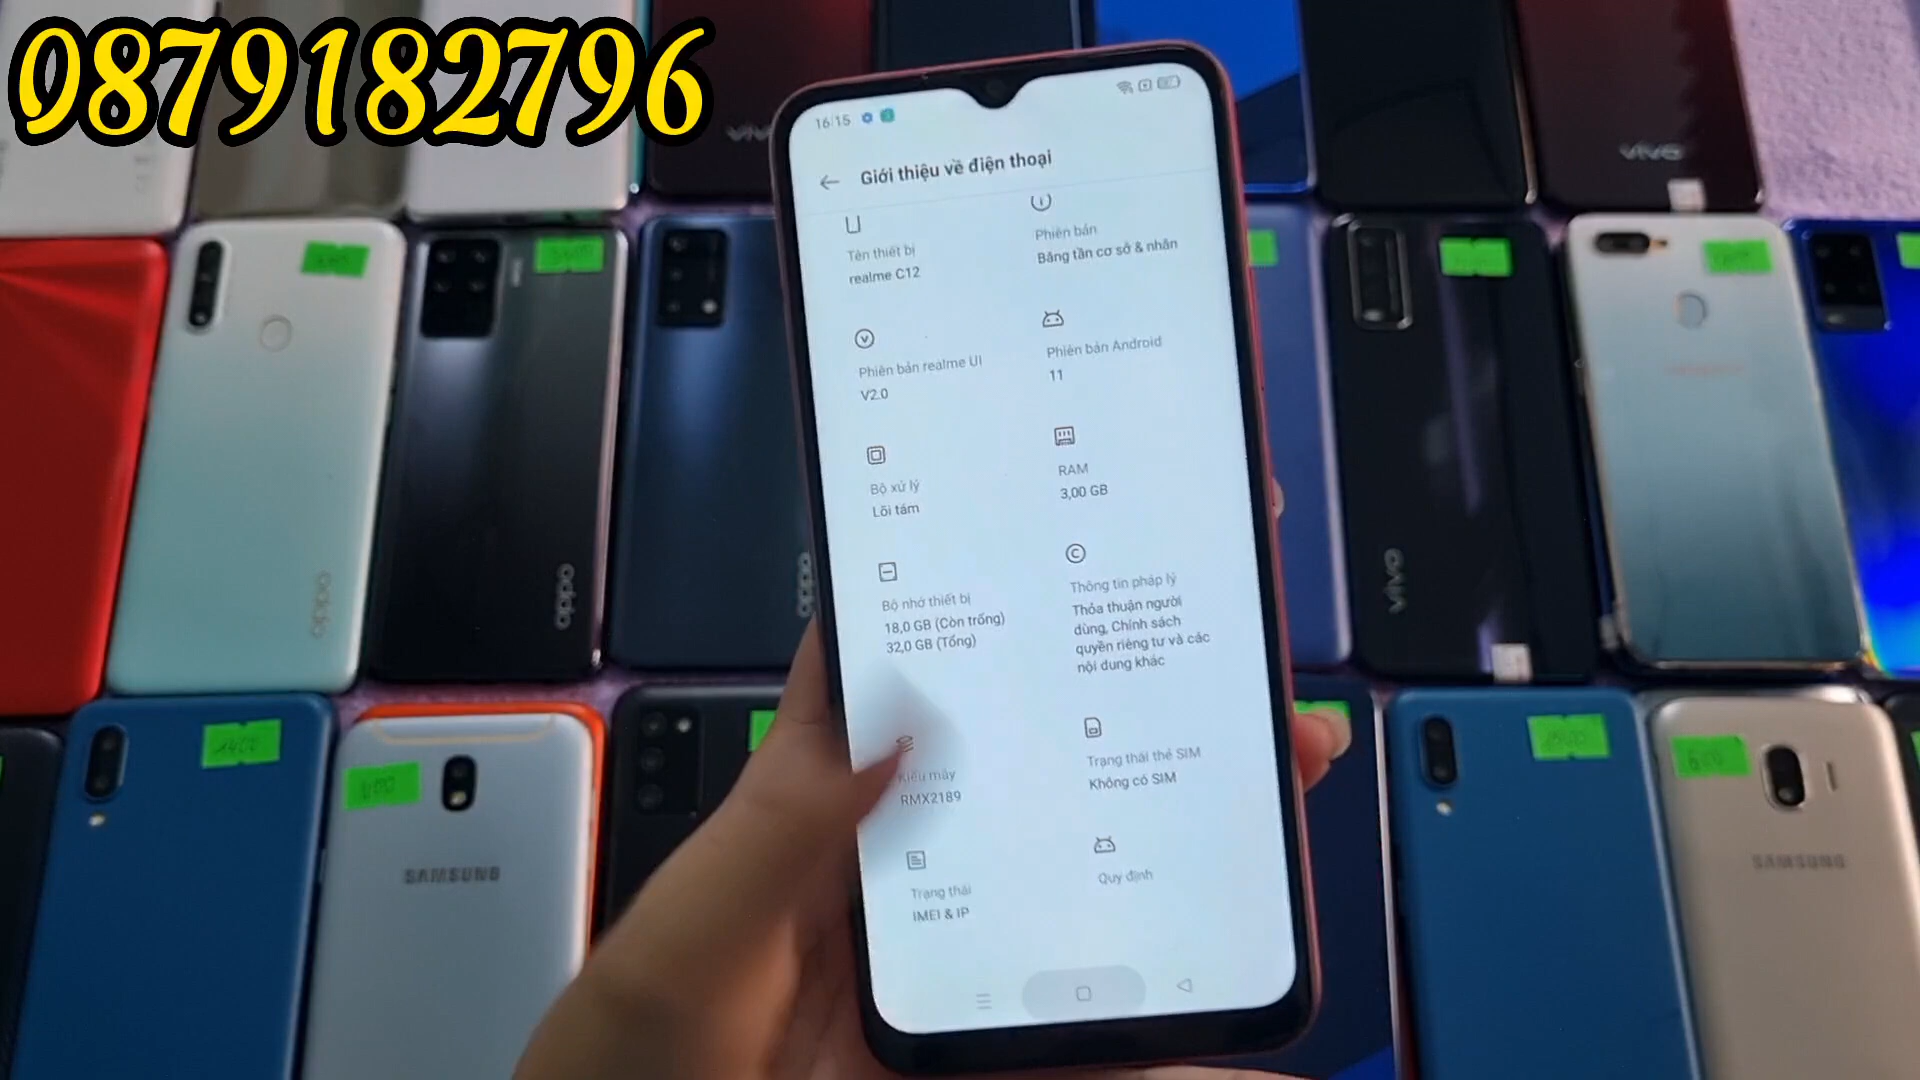 0879182796
vivo
16:15
Giới thiệu về điện thoại
Tên thiết bị
realme C12
Phiên bản
Băng tần cơ sở & nhân
Phiên bản realme UI
V2.0
Phiên bản Android
11
Bộ xử lý
Lõi tám
RAM
3,00 GB
Bộ nhớ thiết bị
18,0 GB (Còn trống)
32,0 GB (Tổng)
Thông tin pháp lý
Thỏa thuận người
dùng, Chính sách
quyền riêng tư và các
nội dung khác
Kiểu máy
RMX2189
Trạng thái thẻ SIM
Không có SIM
Trạng thái
IMEI & IP
Quy định
vivo
oppo
oppo
oppo
vivo
SAMSUNG
SAMSUNG